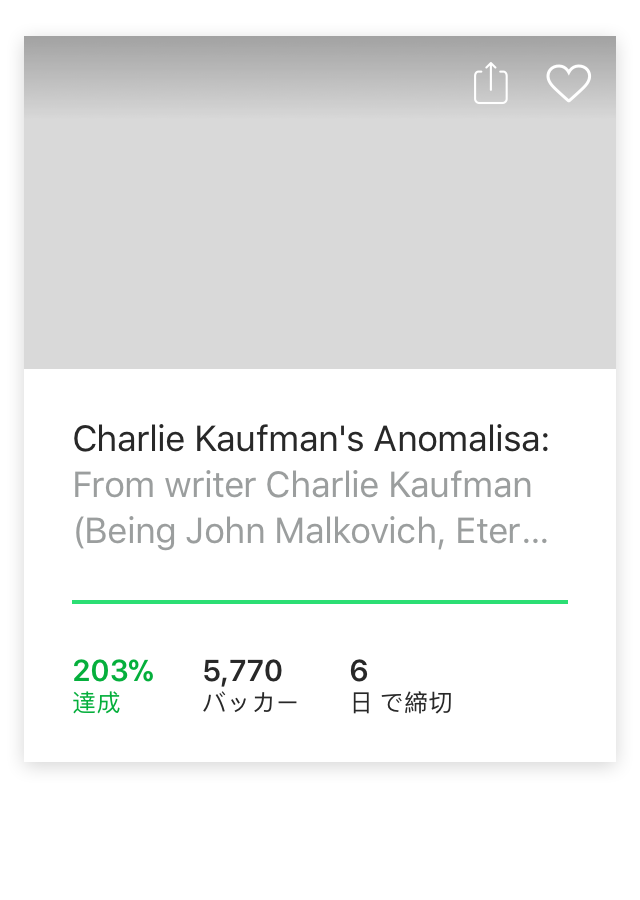 Charlie Kaufman's Anomalisa:
From writer Charlie Kaufman
(Being John Malkovich, Eter...
203% 5,770 6
達成 バッカー 日 で締切